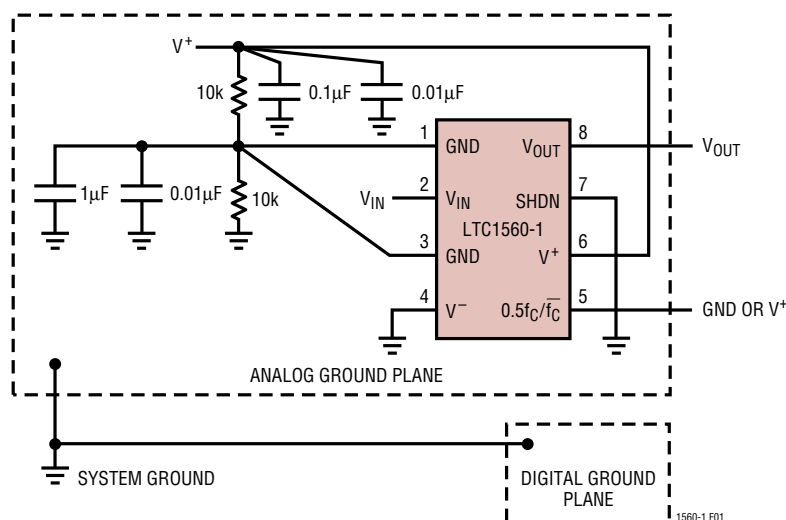 V+
10k
0.1µF
0.01µF
1µF
0.01µF
10k
VIN
1
GND
2
VIN
3
GND
4
V−
LTC1560-1
8
VOUT
7
SHDN
6
V+
5
0.5fC/f̅C̅
VOUT
GND OR V+
ANALOG GROUND PLANE
SYSTEM GROUND
DIGITAL GROUND
PLANE
1560-1 F01